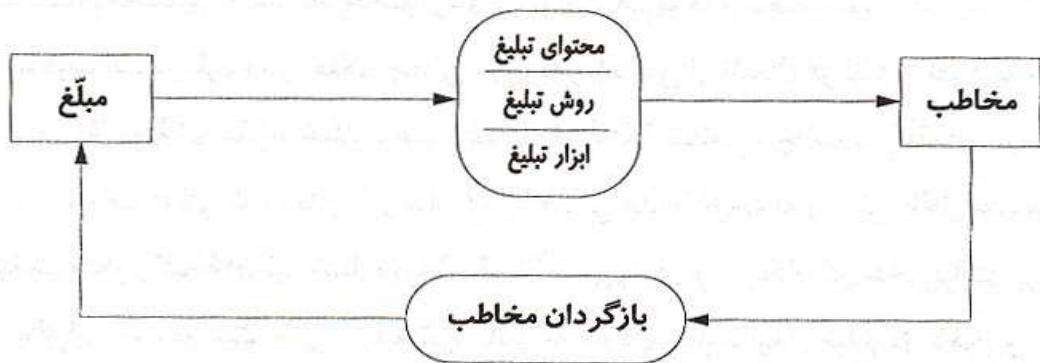 محتوای تبلیغ
مبلّغ
روش تبلیغ
مخاطب
ابزار تبلیغ
بازگردان مخاطب